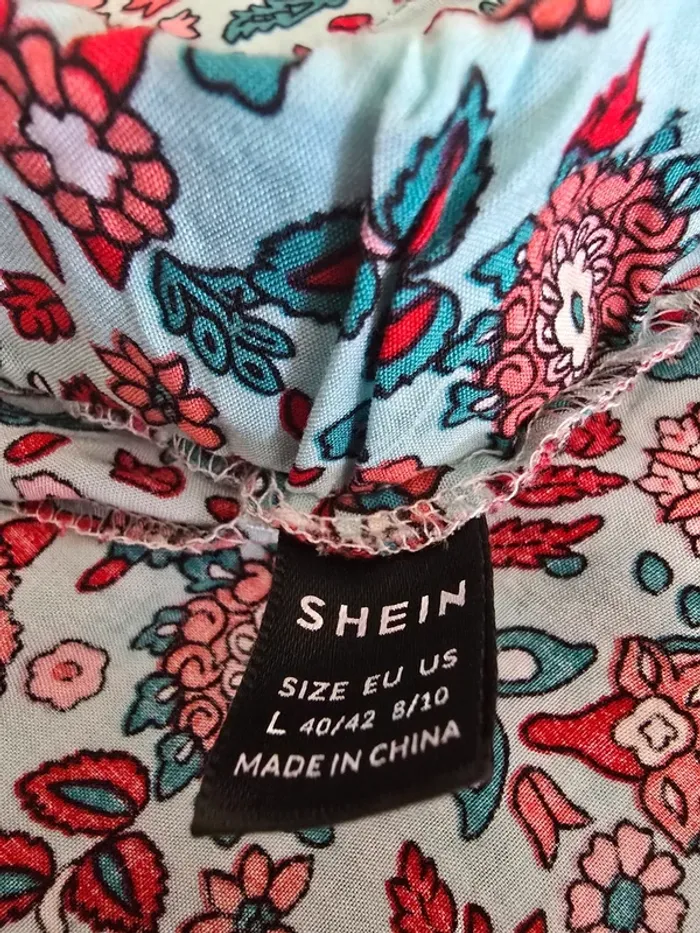 SHEIN
SIZE EU US
L 40/42 8/10
MADE IN CHINA